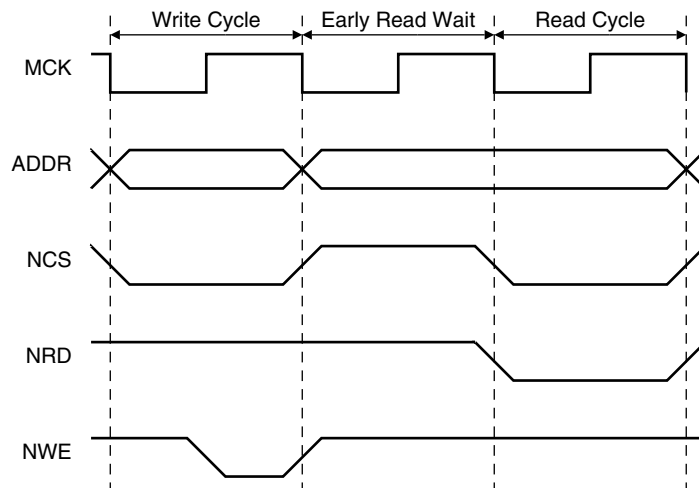 Write Cycle Early Read Wait Read Cycle
MCK
ADDR
NCS
NRD
NWE